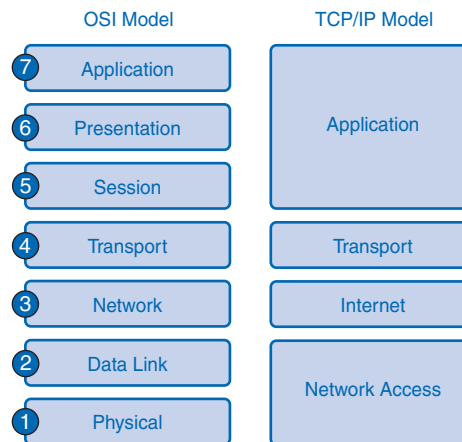 OSI Model
TCP/IP Model
7 Application
6 Presentation
Application
5 Session
4 Transport
Transport
3 Network
Internet
2 Data Link
Network Access
1 Physical